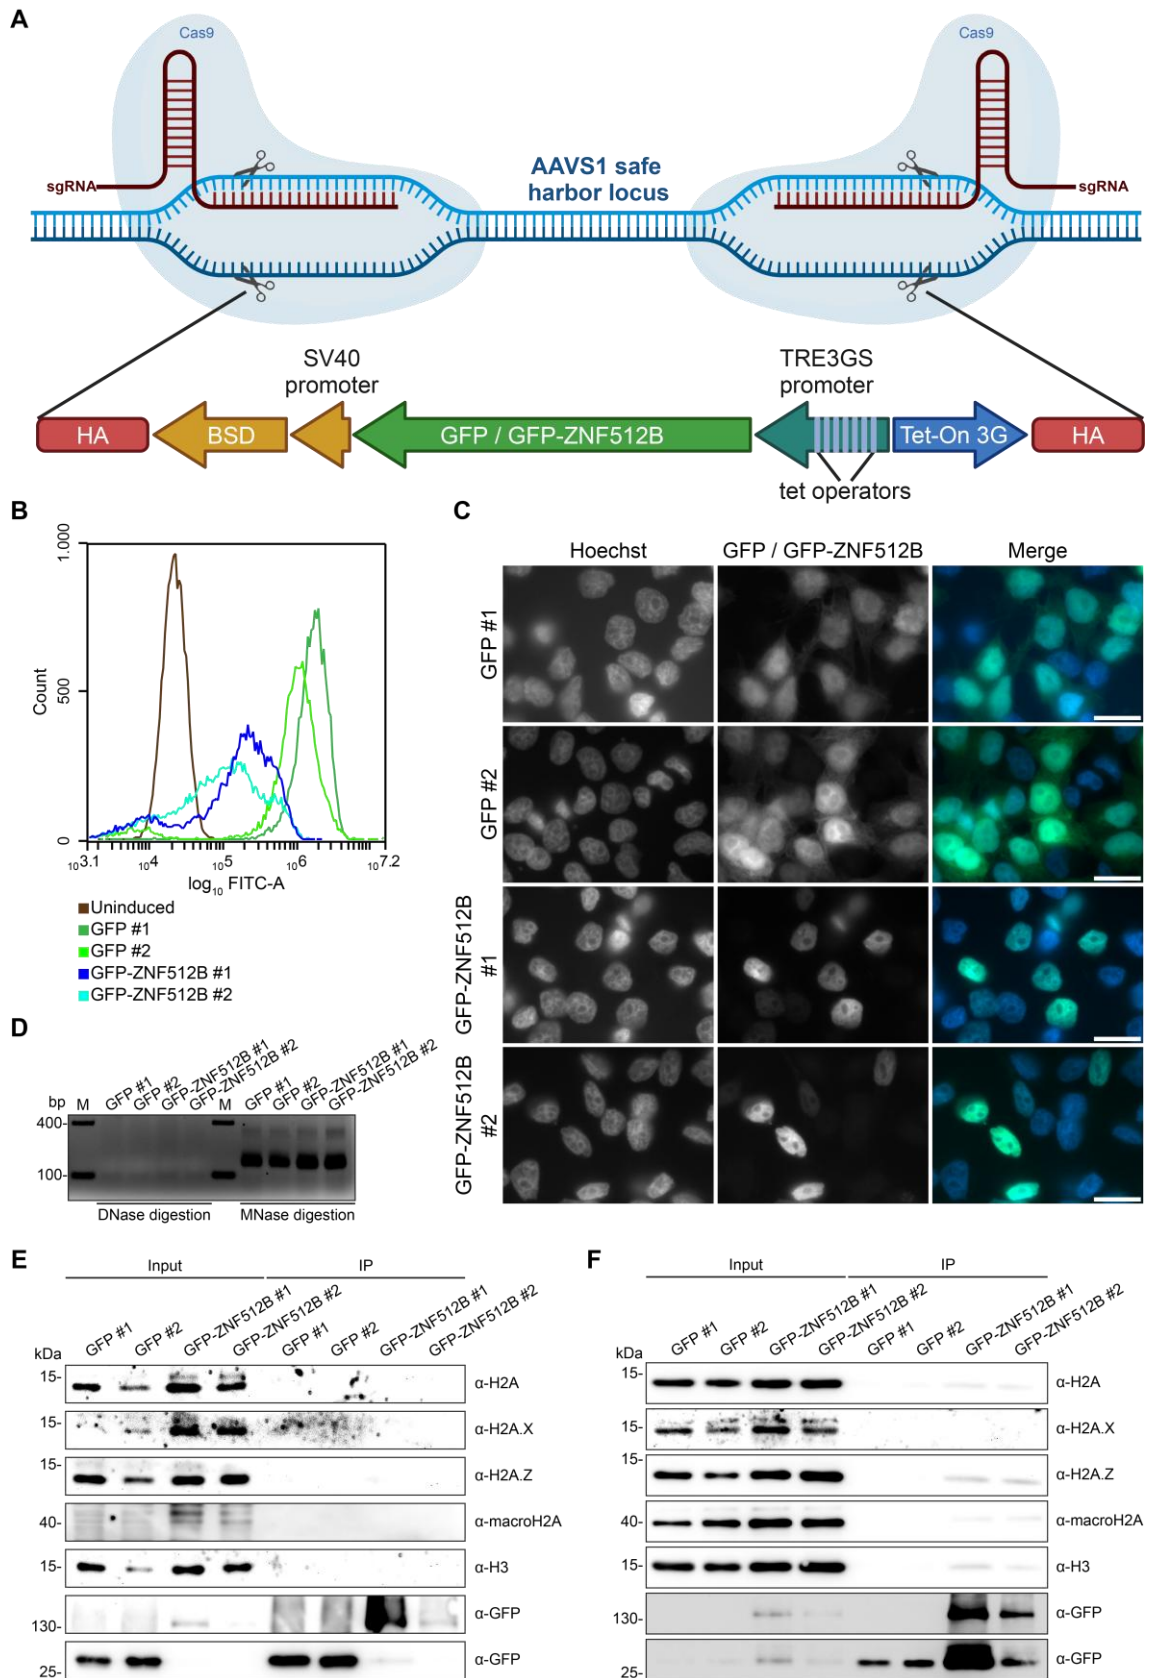 A
Cas9
Cas9
AAVS1 safe
harbor locus
sgRNA
sgRNA
SV40
promoter
TRE3GS
promoter
HA
BSD
GFP / GFP-ZNF512B
Tet-On 3G
HA
tet operators
B
1.000
500
0
Count
10^3.1
10^4
10^5
10^6
10^7.2
log10 FITC-A
Uninduced
GFP #1
GFP #2
GFP-ZNF512B #1
GFP-ZNF512B #2
C
Hoechst
GFP / GFP-ZNF512B
Merge
GFP #1
GFP #2
GFP-ZNF512B
#1
GFP-ZNF512B
#2
D
bp
M
GFP #1
GFP #2
GFP-ZNF512B #1
GFP-ZNF512B #2
M
GFP #1
GFP #2
GFP-ZNF512B #1
GFP-ZNF512B #2
400-
100-
DNase digestion
MNase digestion
E
Input
IP
kDa
GFP #1
GFP #2
GFP-ZNF512B #1
GFP-ZNF512B #2
GFP #1
GFP #2
GFP-ZNF512B #1
GFP-ZNF512B #2
15-
α-H2A
15-
α-H2A.X
15-
α-H2A.Z
40-
α-macroH2A
15-
α-H3
130-
α-GFP
25-
α-GFP
F
Input
IP
kDa
GFP #1
GFP #2
GFP-ZNF512B #1
GFP-ZNF512B #2
GFP #1
GFP #2
GFP-ZNF512B #1
GFP-ZNF512B #2
15-
α-H2A
15-
α-H2A.X
15-
α-H2A.Z
40-
α-macroH2A
15-
α-H3
130-
α-GFP
25-
α-GFP